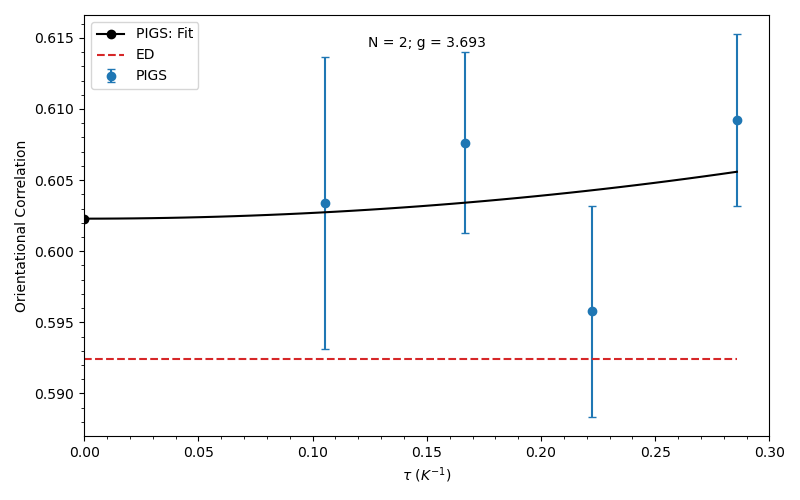 N = 2; g = 3.693
PIGS: Fit
ED
PIGS
Orientational Correlation
0.615
0.610
0.605
0.600
0.595
0.590
0.00 0.05 0.10 0.15 0.20 0.25 0.30
τ (K⁻¹)